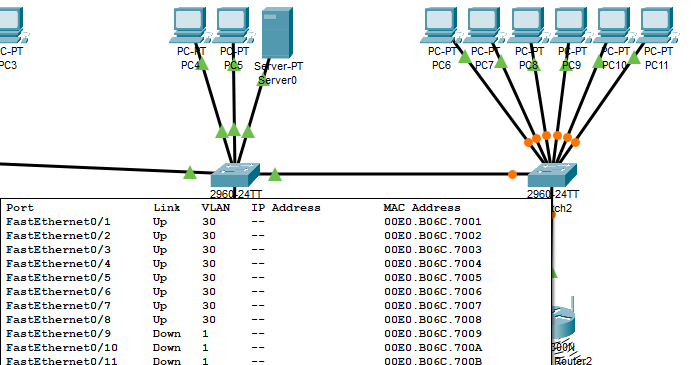 C-PT
PC3
PC-PT
PC4
PC-PT
PC5
Server-PT
Server0
PC-PT
PC6
PC-PT
PC7
PC-PT
PC8
PC-PT
PC9
PC-PT
PC10
PC-PT
PC11
2960-24TT
2960-24TT
tch2
Port Link VLAN IP Address MAC Address
FastEthernet0/1 Up 30 -- 00E0.B06C.7001
FastEthernet0/2 Up 30 -- 00E0.B06C.7002
FastEthernet0/3 Up 30 -- 00E0.B06C.7003
FastEthernet0/4 Up 30 -- 00E0.B06C.7004
FastEthernet0/5 Up 30 -- 00E0.B06C.7005
FastEthernet0/6 Up 30 -- 00E0.B06C.7006
FastEthernet0/7 Up 30 -- 00E0.B06C.7007
FastEthernet0/8 Up 30 -- 00E0.B06C.7008
FastEthernet0/9 Down 1 -- 00E0.B06C.7009
FastEthernet0/10 Down 1 -- 00E0.B06C.700A
FastEthernet0/11 Down 1 -- 00E0.B06C.700B
300N
Router2